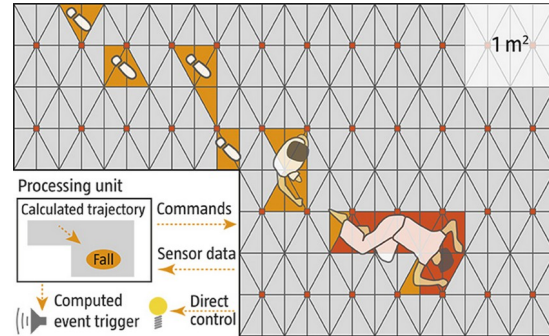 1 m²
Processing unit
Calculated trajectory
Fall
Commands
Sensor data
Computed
event trigger
Direct
control